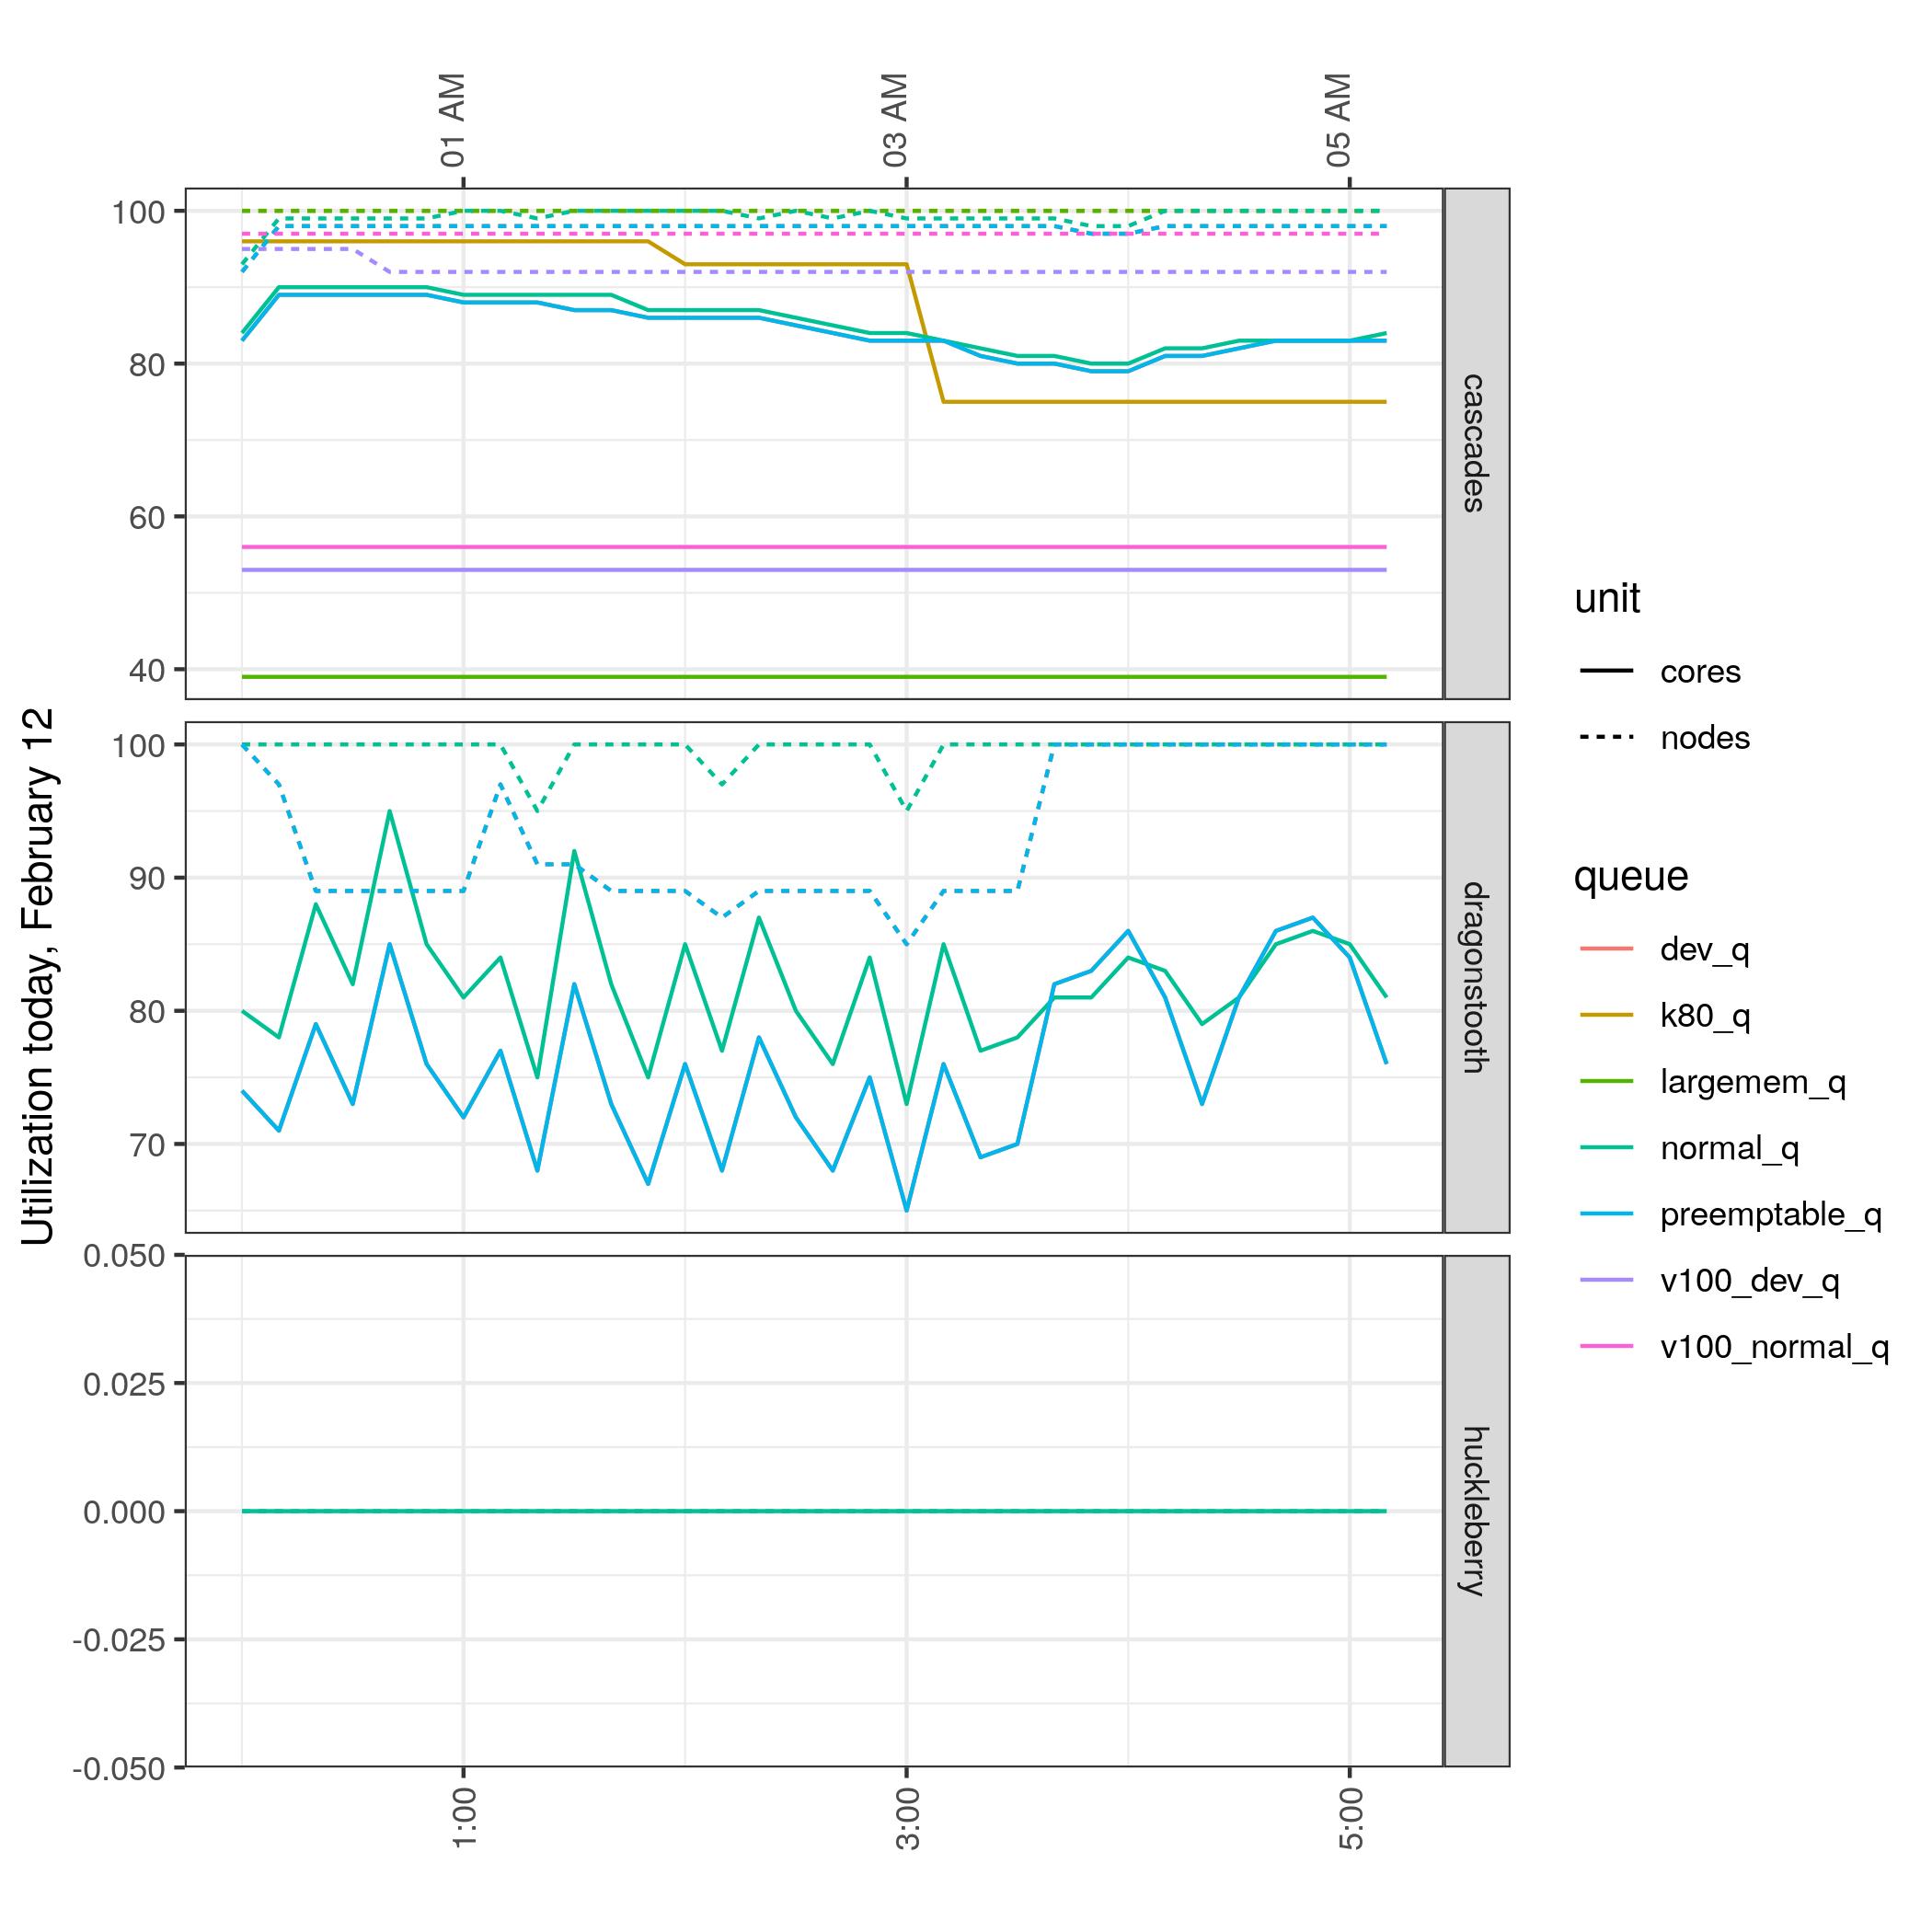 01 AM
03 AM
05 AM
Utilization today, February 12
100
80
60
40
cascades
100
90
80
70
dragonstooth
0.050
0.025
0.000
-0.025
-0.050
huckleberry
1:00
3:00
5:00
unit
cores
nodes
queue
dev_q
k80_q
largemem_q
normal_q
preemptable_q
v100_dev_q
v100_normal_q